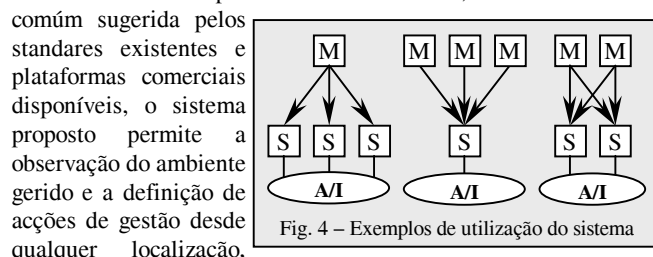 comúm sugerida pelos
standares existentes e
plataformas comerciais
disponíveis, o sistema
proposto permite a
observação do ambiente
gerido e a definição de
acções de gestão desde
qualquer localização,
M M M M M M
S S S S S S
A/I A/I A/I
Fig. 4 – Exemplos de utilização do sistema